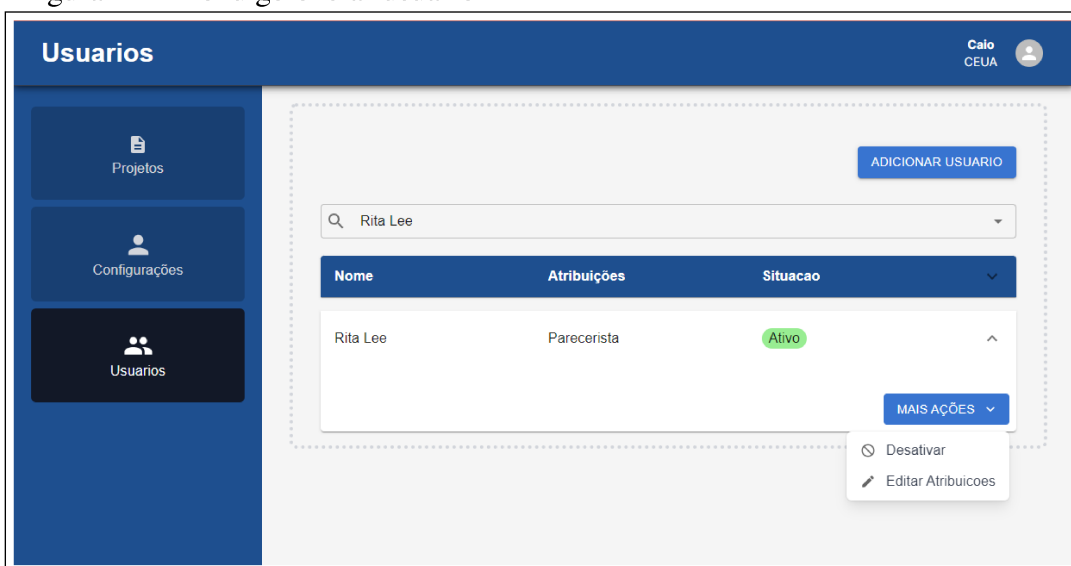 Usuarios
Caio
CEUA
Projetos
Configurações
Usuarios
ADICIONAR USUARIO
Rita Lee
Nome Atribuições Situacao
Rita Lee Parecerista Ativo
MAIS AÇÕES
Desativar
Editar Atribuicoes